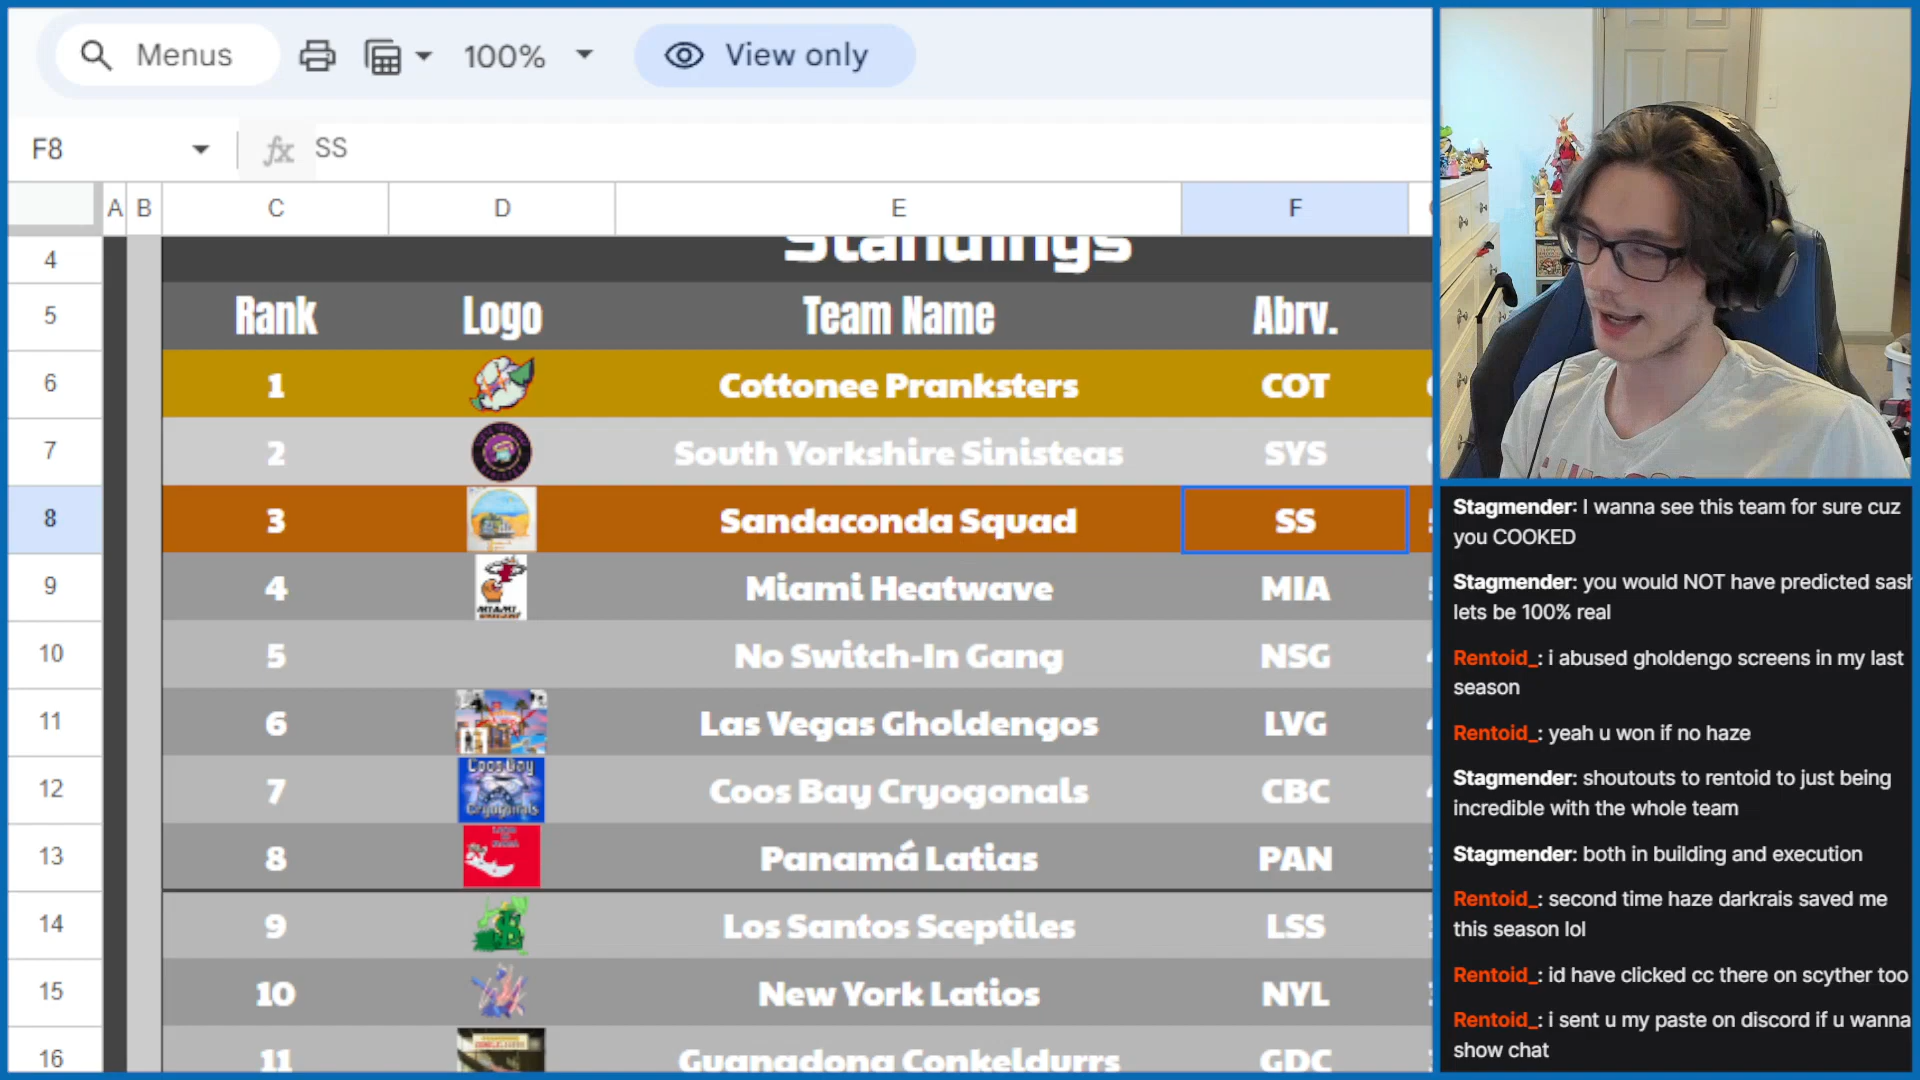 Menus
100%
View only
F8
fx
SS
A B C D E F
4
Standings
5
Rank Logo Team Name Abrv.
6
1 Cottonee Pranksters COT
7
2 South Yorkshire Sinisteas SYS
8
3 Sandaconda Squad SS
9
4 MIAMI Miami Heatwave MIA
10
5 No Switch-In Gang NSG
11
6 Las Vegas Gholdengos LVG
12
7 Coos Bay Cryogonals Coos Bay Cryogonals CBC
13
8 Panamá Latias PAN
14
9 Los Santos Sceptiles LSS
15
10 New York Latios NYL
16
11 Guangdong Conkeldurrs GDC
Stagmender: I wanna see this team for sure cuz
you COOKED
Stagmender: you would NOT have predicted sash
lets be 100% real
Rentoid_: i abused gholdengo screens in my last
season
Rentoid_: yeah u won if no haze
Stagmender: shoutouts to rentoid to just being
incredible with the whole team
Stagmender: both in building and execution
Rentoid_: second time haze darkrais saved me
this season lol
Rentoid_: id have clicked cc there on scyther too
Rentoid_: i sent u my paste on discord if u wanna
show chat